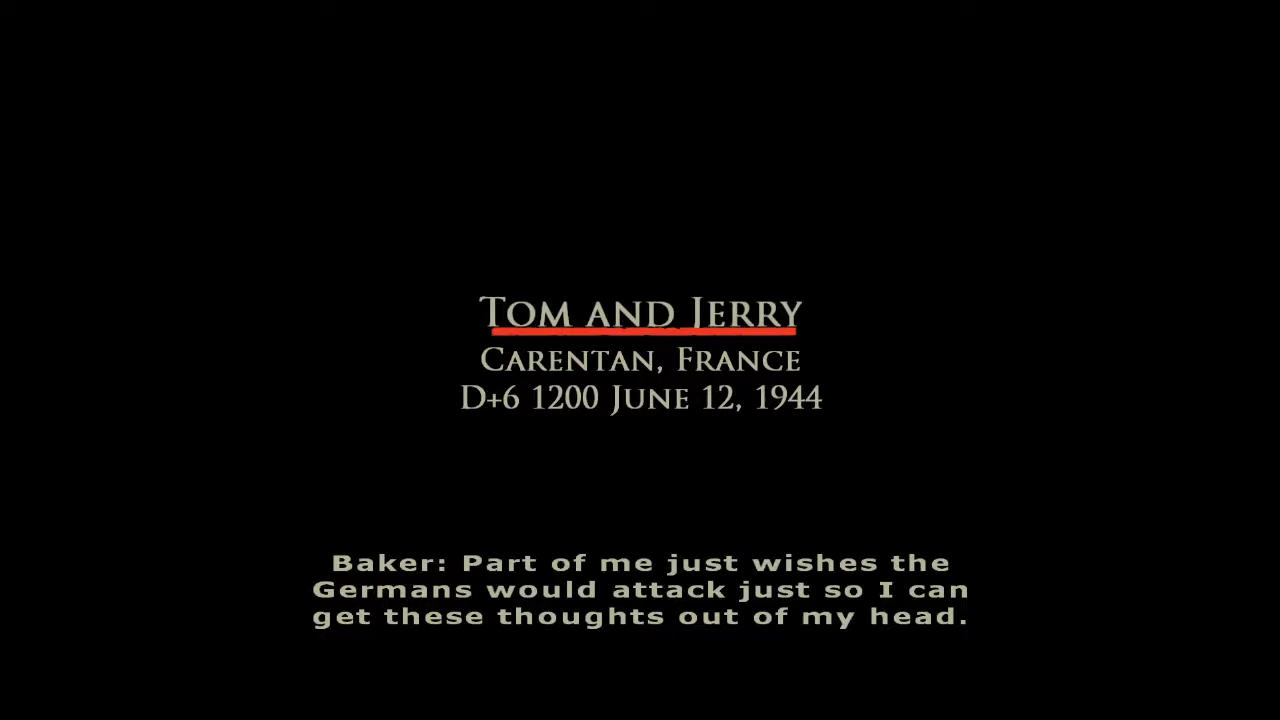 Tom and Jerry
Carentan, France
D+6 1200 June 12, 1944
Baker: Part of me just wishes the
Germans would attack just so I can
get these thoughts out of my head.